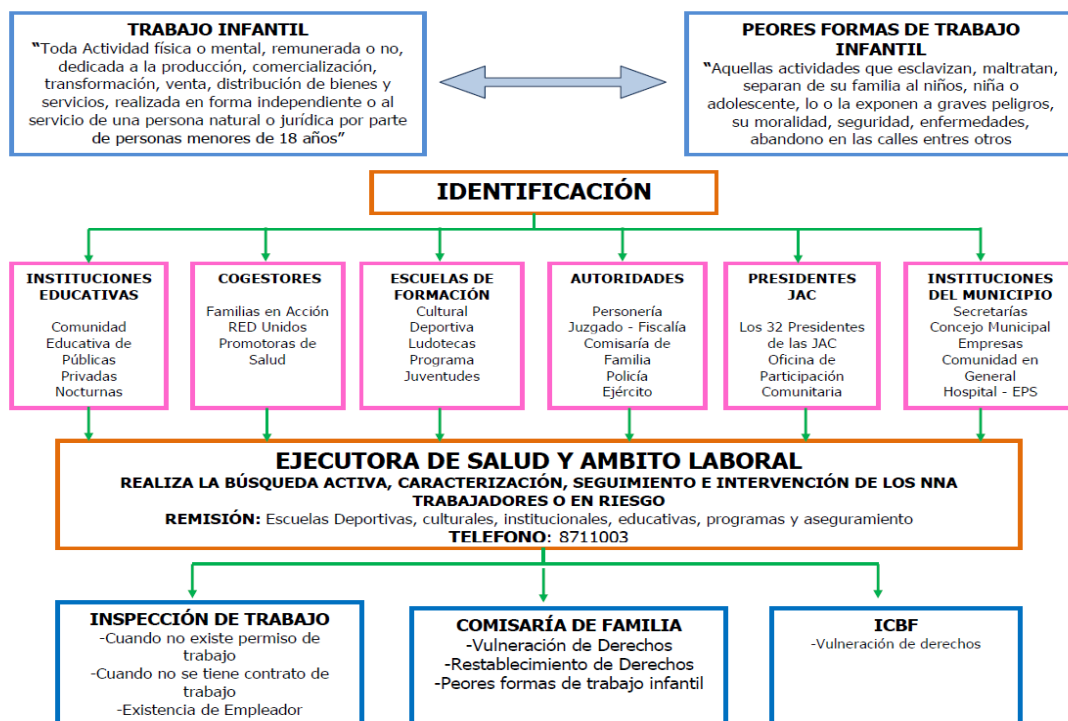 TRABAJO INFANTIL
"Toda Actividad física o mental, remunerada o no,
dedicada a la producción, comercialización,
transformación, venta, distribución de bienes y
servicios, realizada en forma independiente o al
servicio de una persona natural o jurídica por parte
de personas menores de 18 años"
PEORES FORMAS DE TRABAJO
INFANTIL
"Aquellas actividades que esclavizan, maltratan,
separan de su familia al niños, niña o
adolescente, lo o la exponen a graves peligros,
su moralidad, seguridad, enfermedades,
abandono en las calles entres otros
IDENTIFICACIÓN
INSTITUCIONES
EDUCATIVAS
Comunidad
Educativa de
Públicas
Privadas
Nocturnas
COGESTORES
Familias en Acción
RED Unidos
Promotoras de
Salud
ESCUELAS DE
FORMACIÓN
Cultural
Deportiva
Ludotecas
Programa
Juventudes
AUTORIDADES
Personería
Juzgado - Fiscalía
Comisaría de
Familia
Policía
Ejército
PRESIDENTES
JAC
Los 32 Presidentes
de las JAC
Oficina de
Participación
Comunitaria
INSTITUCIONES
DEL MUNICIPIO
Secretarías
Concejo Municipal
Empresas
Comunidad en
General
Hospital - EPS
EJECUTORA DE SALUD Y AMBITO LABORAL
REALIZA LA BÚSQUEDA ACTIVA, CARACTERIZACIÓN, SEGUIMIENTO E INTERVENCIÓN DE LOS NNA
TRABAJADORES O EN RIESGO
REMISIÓN: Escuelas Deportivas, culturales, institucionales, educativas, programas y aseguramiento
TELEFONO: 8711003
INSPECCIÓN DE TRABAJO
-Cuando no existe permiso de
trabajo
-Cuando no se tiene contrato de
trabajo
-Existencia de Empleador
COMISARÍA DE FAMILIA
-Vulneración de Derechos
-Restablecimiento de Derechos
-Peores formas de trabajo infantil
ICBF
-Vulneración de derechos